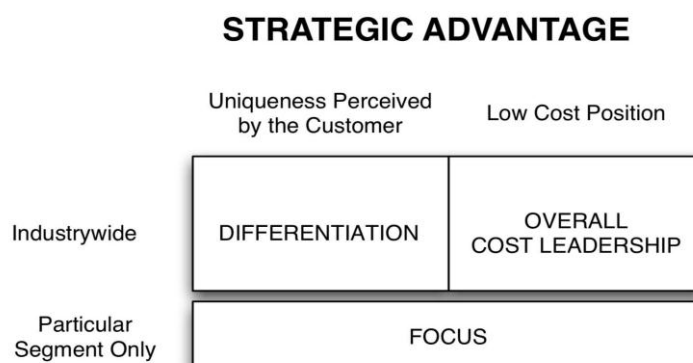 STRATEGIC ADVANTAGE
Uniqueness Perceived
by the Customer
Low Cost Position
Industrywide
DIFFERENTIATION
OVERALL
COST LEADERSHIP
Particular
Segment Only
FOCUS